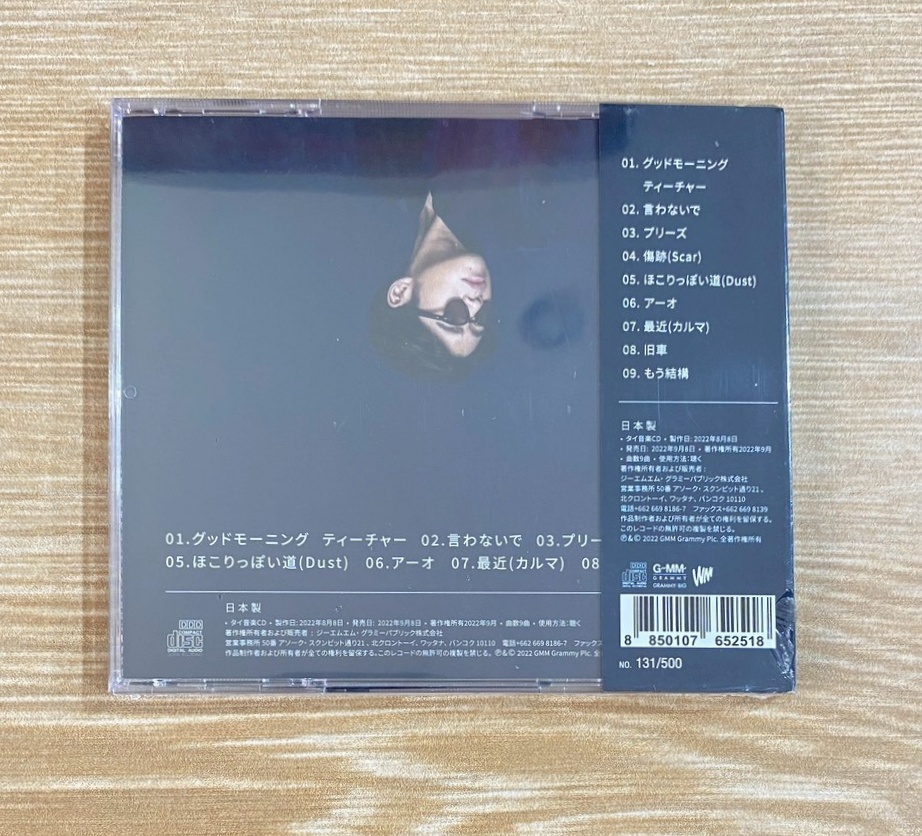 01.グッドモーニング ティーチャー 02.言わないで 03.プリー
05.ほこりっぽい道(Dust) 06.アーオ 07.最近(カルマ) 08
日本製
• タイ音楽CD • 製作日: 2022年8月8日 • 発売日: 2022年9月8日 • 著作権所有2022年9月 • 曲数9曲 • 使用方法:聴く
著作権所有者および販売者 : ジーエムエム・グラミーパブリック株式会社
営業事務所 50番 アソーク・スクンビット通り21 , 北クロントーイ, ワッタナ, バンコク 10110 電話+662 669 8186-7 ファックス
作品制作者および所有者が全ての権利を留保する。このレコードの無許可の複製を禁じる。 ℗&© 2022 GMM Grammy Plc. 全
DDD
COMPACT
disc
DIGITAL AUDIO
01. グッドモーニング
ティーチャー
02. 言わないで
03. プリーズ
04. 傷跡(Scar)
05. ほこりっぽい道(Dust)
06. アーオ
07. 最近(カルマ)
08. 旧車
09. もう結構
日本製
• タイ音楽CD • 製作日: 2022年8月8日
• 発売日: 2022年9月8日 • 著作権所有2022年9月
• 曲数9曲 • 使用方法:聴く
著作権所有者および販売者 :
ジーエムエム・グラミーパブリック株式会社
営業事務所 50番 アソーク・スクンビット通り21 ,
北クロントーイ, ワッタナ, バンコク 10110
電話+662 669 8186-7 ファックス+662 669 8139
作品制作者および所有者が全ての権利を留保する。
このレコードの無許可の複製を禁じる。
℗&© 2022 GMM Grammy Plc. 全著作権所有
DDD
disc
G-MM'
GRAMMY
GRAMMY BIG
8 850107 652518
NO. 131/500